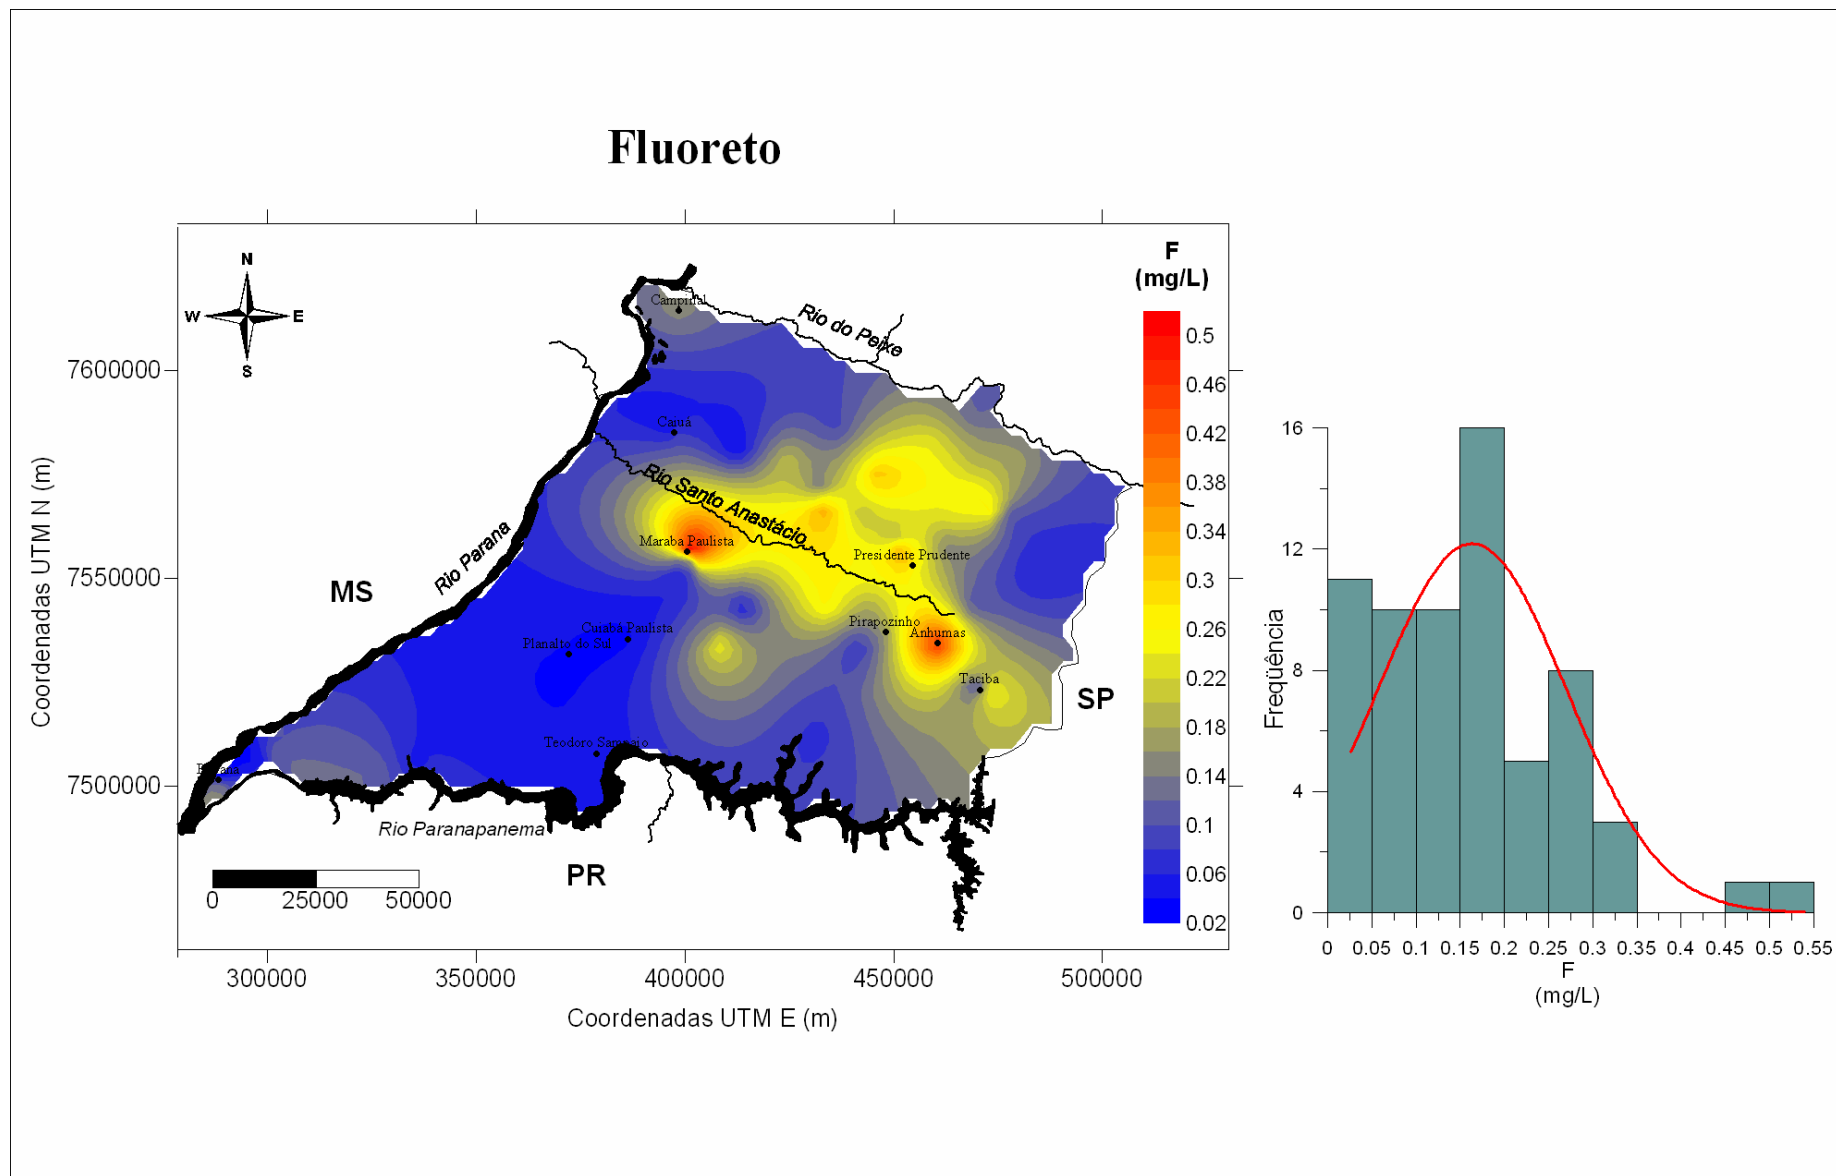 Fluoreto
N
W
E
S
F
(mg/L)
0.5
0.46
0.42
0.38
0.34
0.3
0.26
0.22
0.18
0.14
0.1
0.06
0.02
Campinal
Rio do Peixe
Caiuá
Rio Santo Anastácio
Maraba Paulista
Presidente Prudente
Rio Parana
MS
Pirapozinho
Anhumas
Cuiabá Paulista
Planalto do Su
Taciba
SP
Teodoro Sampaio
Rio Paranapanema
PR
0
25000
50000
7600000
7550000
7500000
Coordenadas UTM N (m)
300000
350000
400000
450000
500000
Coordenadas UTM E (m)
16
12
8
4
0
Freqüência
0
0.05
0.1
0.15
0.2
0.25
0.3
0.35
0.4
0.45
0.5
0.55
F
(mg/L)